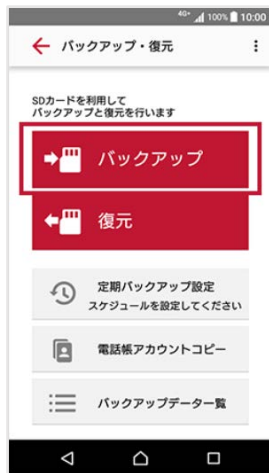 4G+ 100% 10:00
バックアップ・復元
SDカードを利用して
バックアップと復元を行います
バックアップ
復元
定期バックアップ設定
スケジュールを設定してください
電話帳アカウントコピー
バックアップデータ一覧